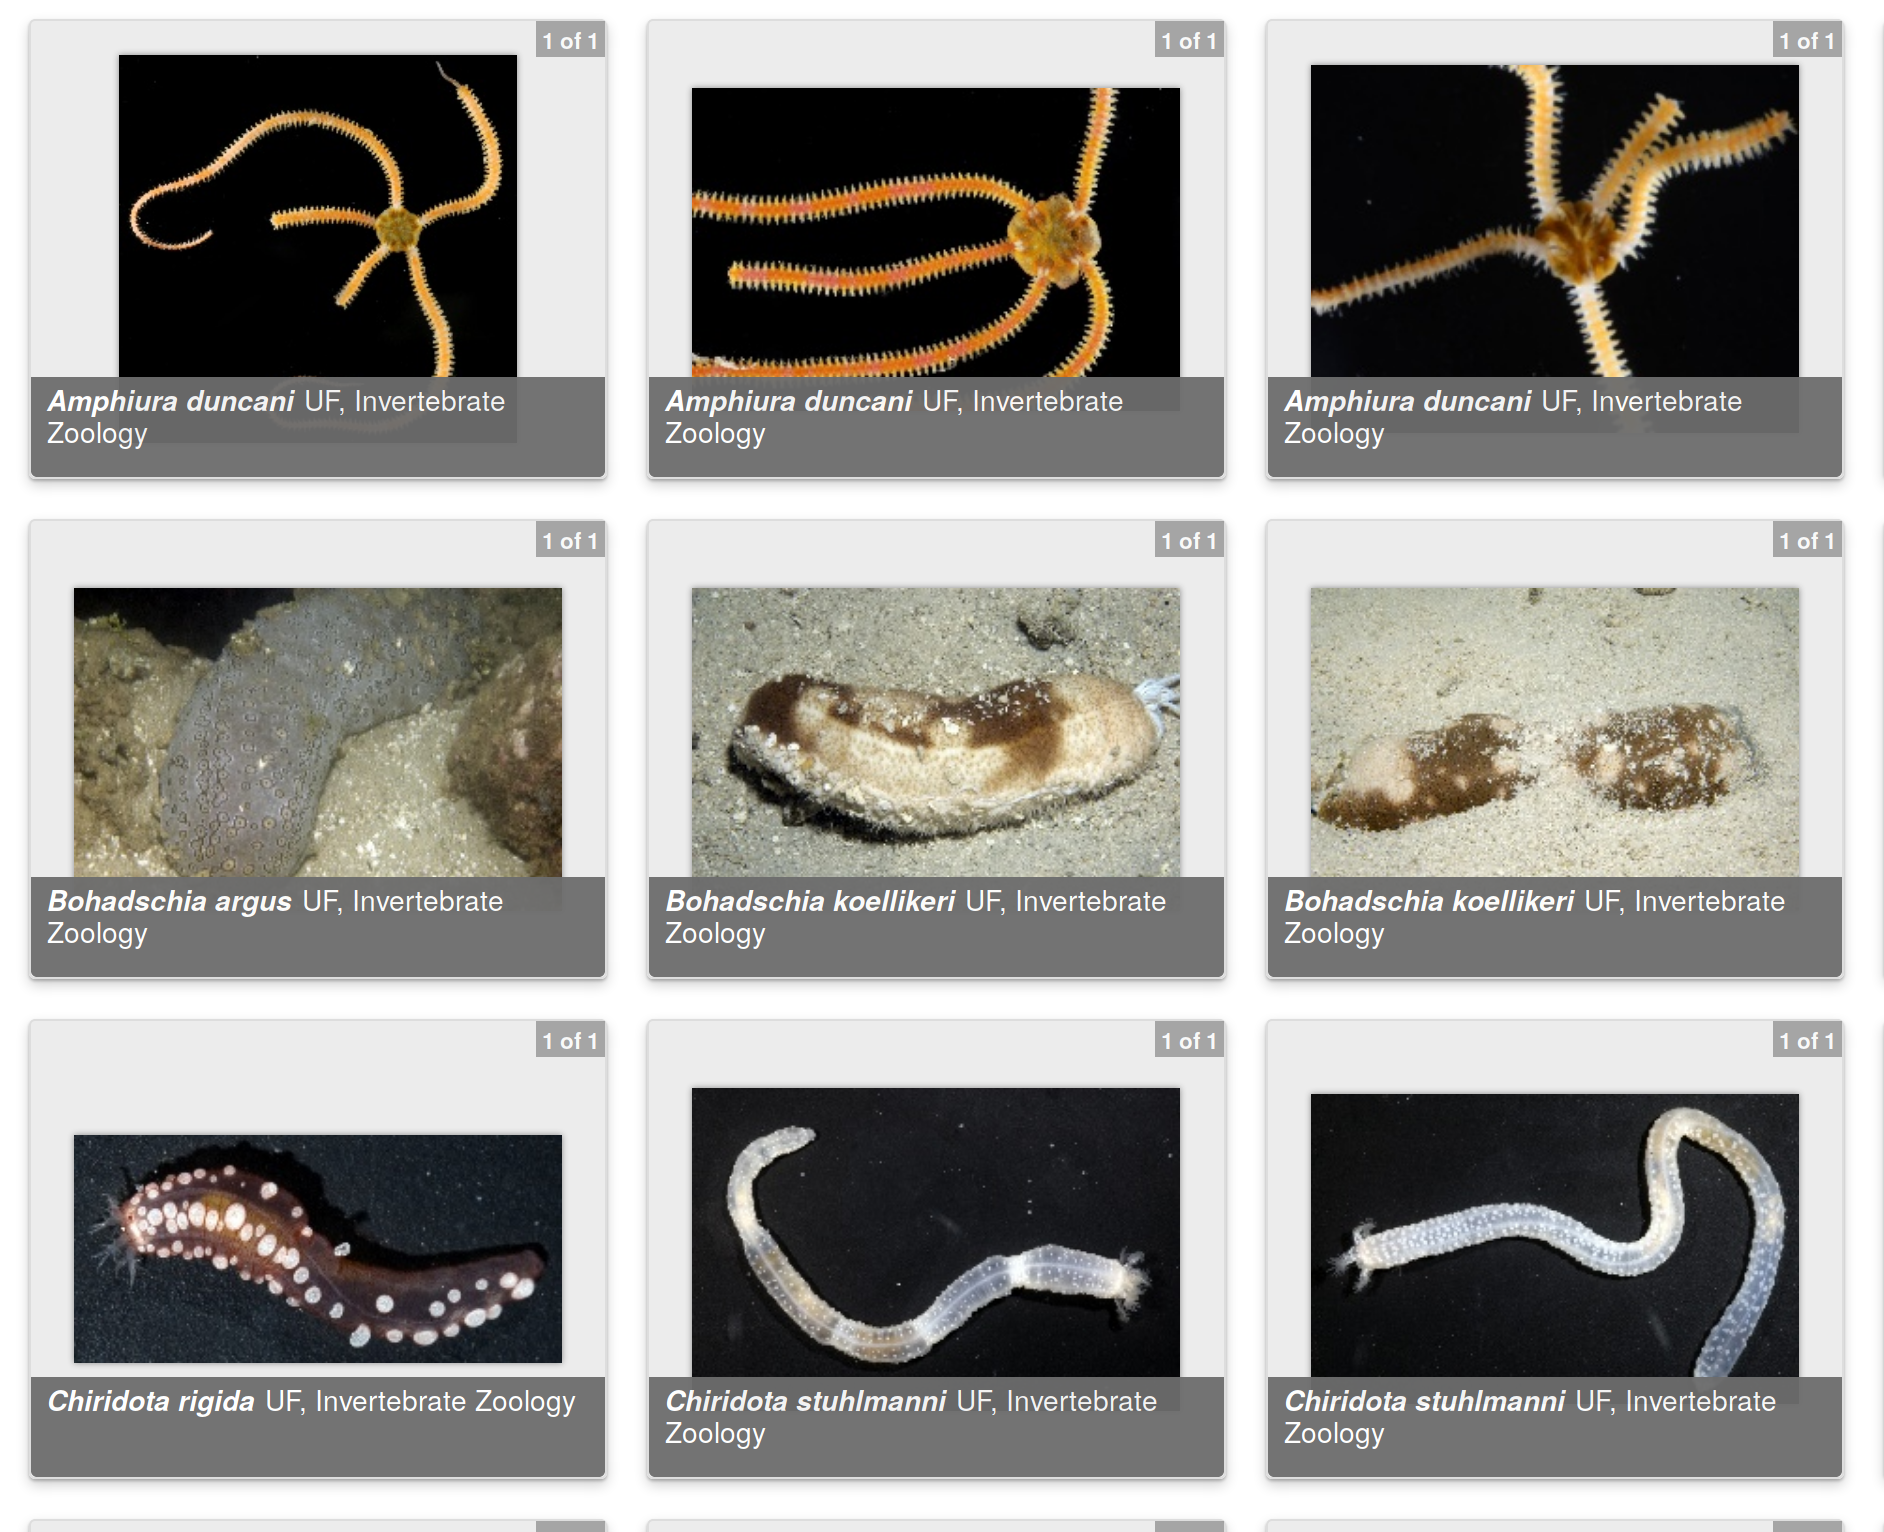 1 of 1
1 of 1
1 of 1
Amphiura duncani UF, Invertebrate
Zoology
Amphiura duncani UF, Invertebrate
Zoology
Amphiura duncani UF, Invertebrate
Zoology
1 of 1
1 of 1
1 of 1
Bohadschia argus UF, Invertebrate
Zoology
Bohadschia koellikeri UF, Invertebrate
Zoology
Bohadschia koellikeri UF, Invertebrate
Zoology
1 of 1
1 of 1
1 of 1
Chiridota rigida UF, Invertebrate Zoology
Chiridota stuhlmanni UF, Invertebrate
Zoology
Chiridota stuhlmanni UF, Invertebrate
Zoology